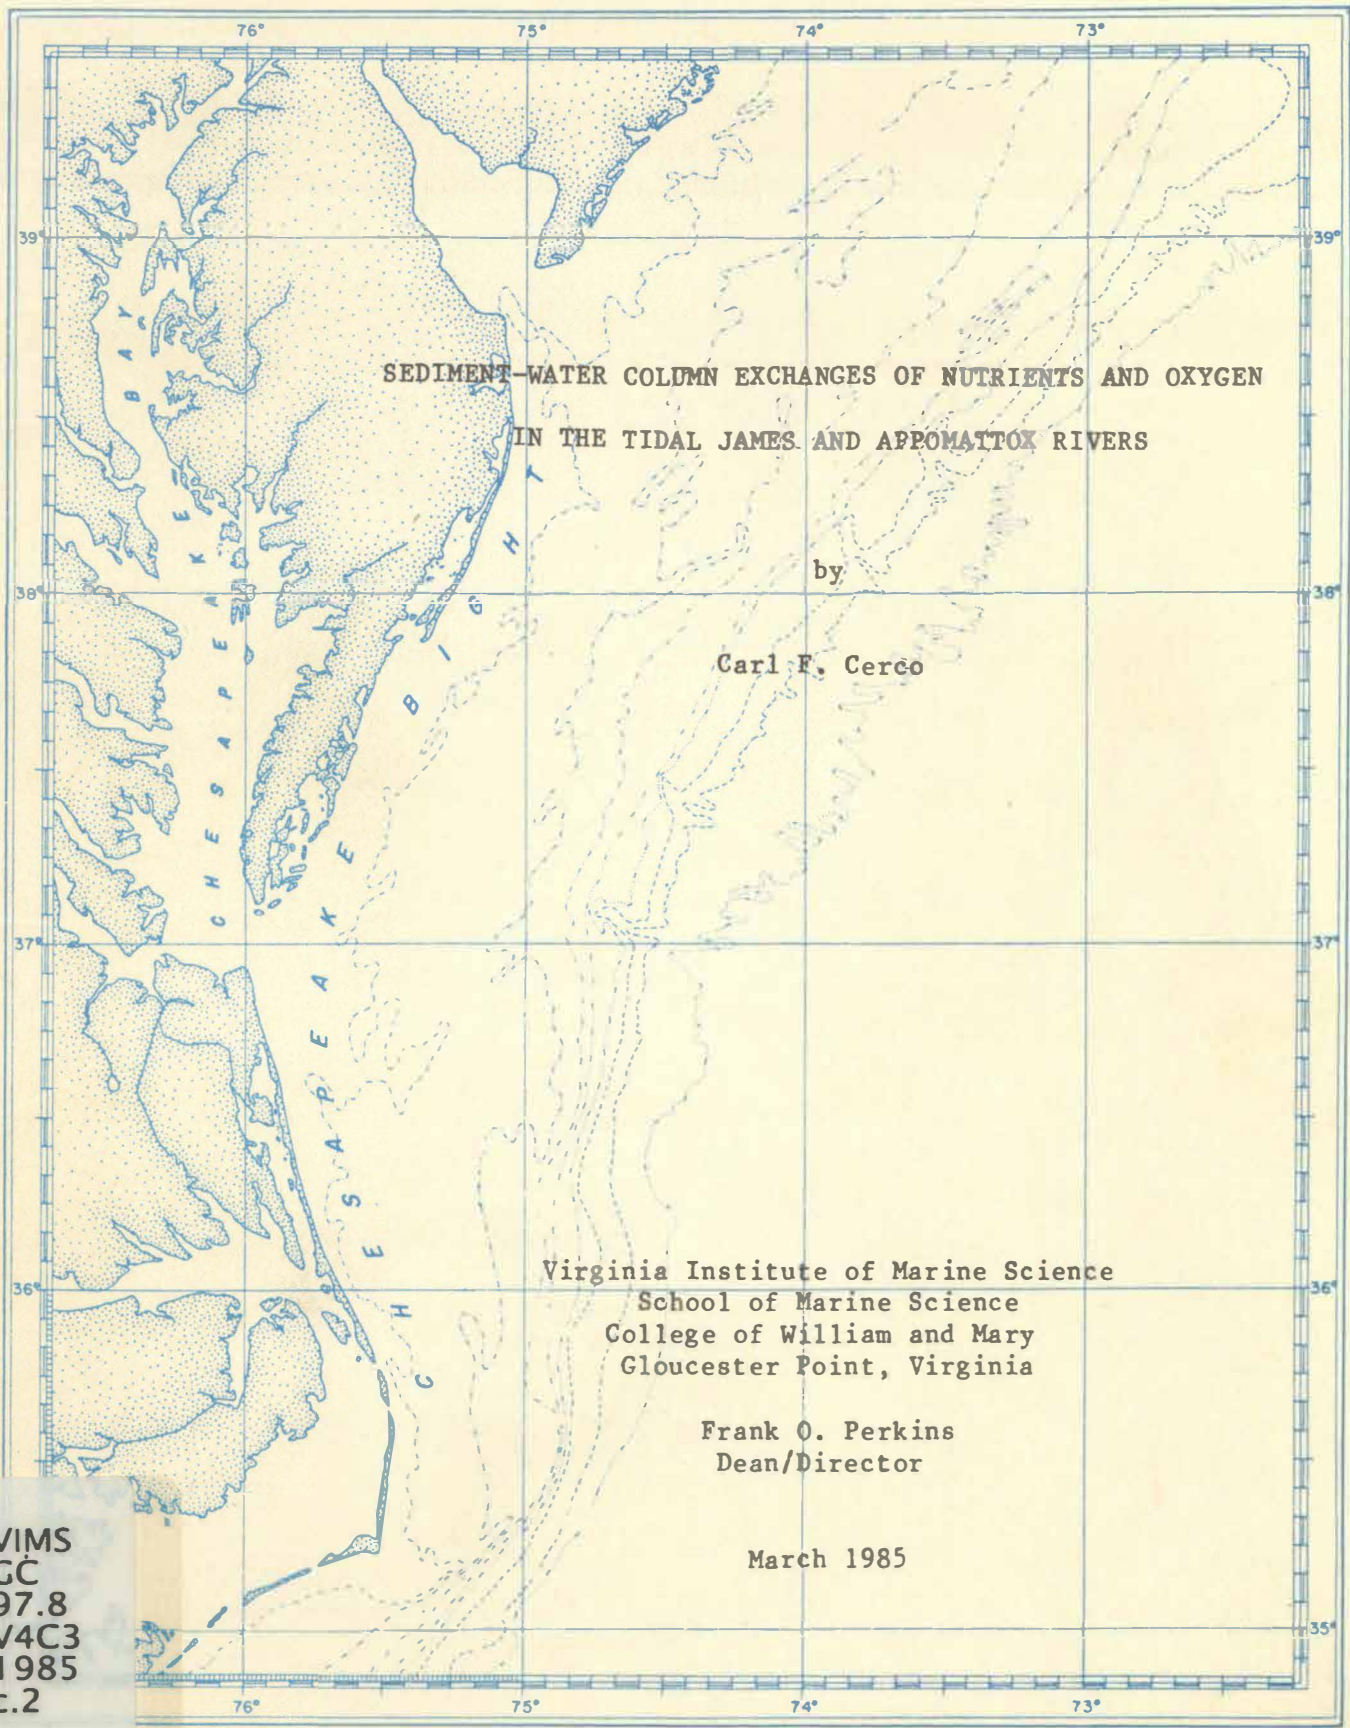 76° 75° 74° 73°
39° 39°
SEDIMENT-WATER COLUMN EXCHANGES OF NUTRIENTS AND OXYGEN
IN THE TIDAL JAMES AND APPOMATTOX RIVERS
by
38° 38°
Carl F. Cerco
CHESAPEAKE BAY
CHESAPEAKE BIGHT
37° 37°
Virginia Institute of Marine Science
36° 36°
School of Marine Science
College of William and Mary
Gloucester Point, Virginia
Frank O. Perkins
Dean/Director
March 1985
VIMS
GC
97.8
V4C3
1985
c.2
35°
76° 75° 74° 73°